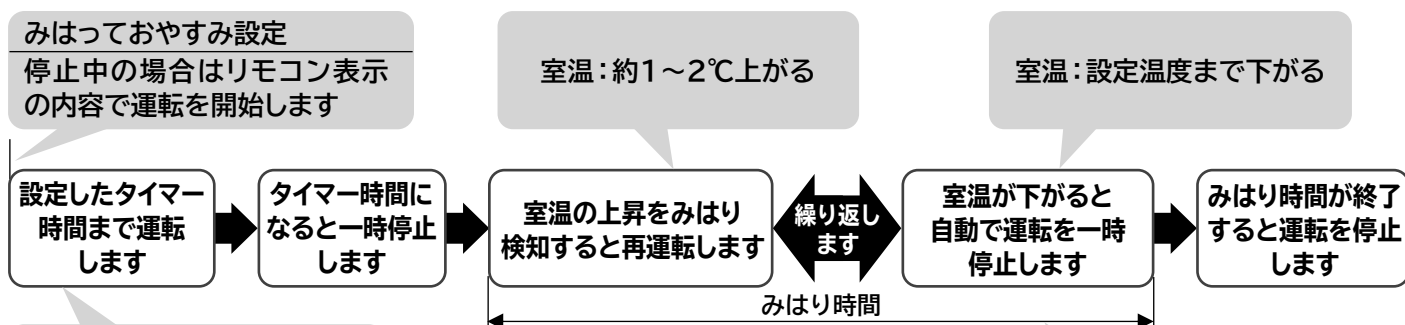 みはっておやすみ設定
停止中の場合はリモコン表示
の内容で運転を開始します
室温：約1～2℃上がる
室温：設定温度まで下がる
設定したタイマー
時間まで運転
します
タイマー時間に
なると一時停止
します
室温の上昇をみはり
検知すると再運転します
繰り返し
ます
室温が下がると
自動で運転を一時
停止します
みはり時間が終了
すると運転を停止
します
みはり時間